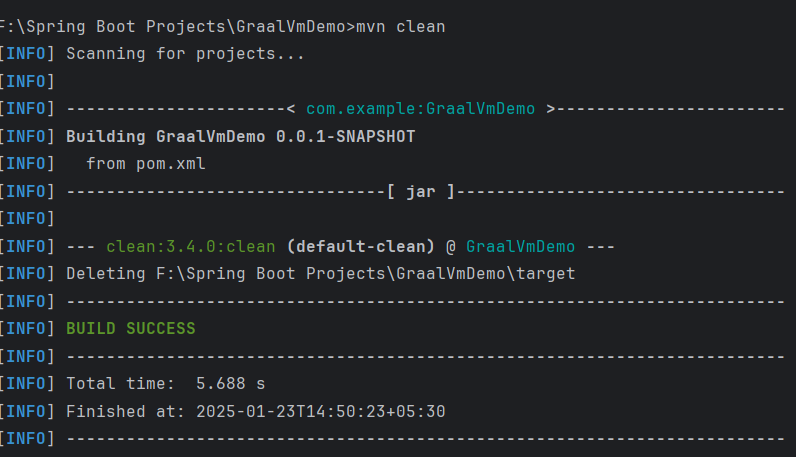 F:\Spring Boot Projects\GraalVmDemo>mvn clean
[INFO] Scanning for projects...
[INFO]
[INFO] ---------------------< com.example:GraalVmDemo >----------------------
[INFO] Building GraalVmDemo 0.0.1-SNAPSHOT
[INFO]   from pom.xml
[INFO] --------------------------------[ jar ]---------------------------------
[INFO]
[INFO] --- clean:3.4.0:clean (default-clean) @ GraalVmDemo ---
[INFO] Deleting F:\Spring Boot Projects\GraalVmDemo\target
[INFO] ------------------------------------------------------------------------
[INFO] BUILD SUCCESS
[INFO] ------------------------------------------------------------------------
[INFO] Total time:  5.688 s
[INFO] Finished at: 2025-01-23T14:50:23+05:30
[INFO] ------------------------------------------------------------------------